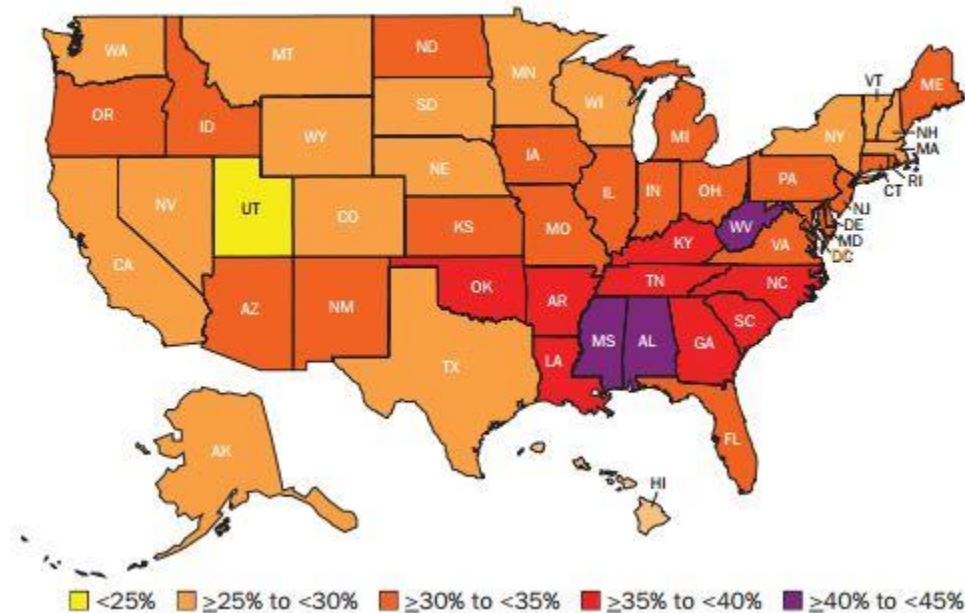 WA
MT
ND
MN
VT
ME
OR
ID
SD
WI
NY
WY
MI
NH
MA
IA
NE
PA
RI
CT
NV
UT
CO
IL
IN
OH
NJ
KS
MO
WV
DE
CA
KY
VA
MD
DC
AZ
NM
OK
TN
NC
AR
SC
MS
AL
GA
LA
TX
FL
AK
HI
<25% ≥25% to <30% ≥30% to <35% ≥35% to <40% ≥40% to <45%